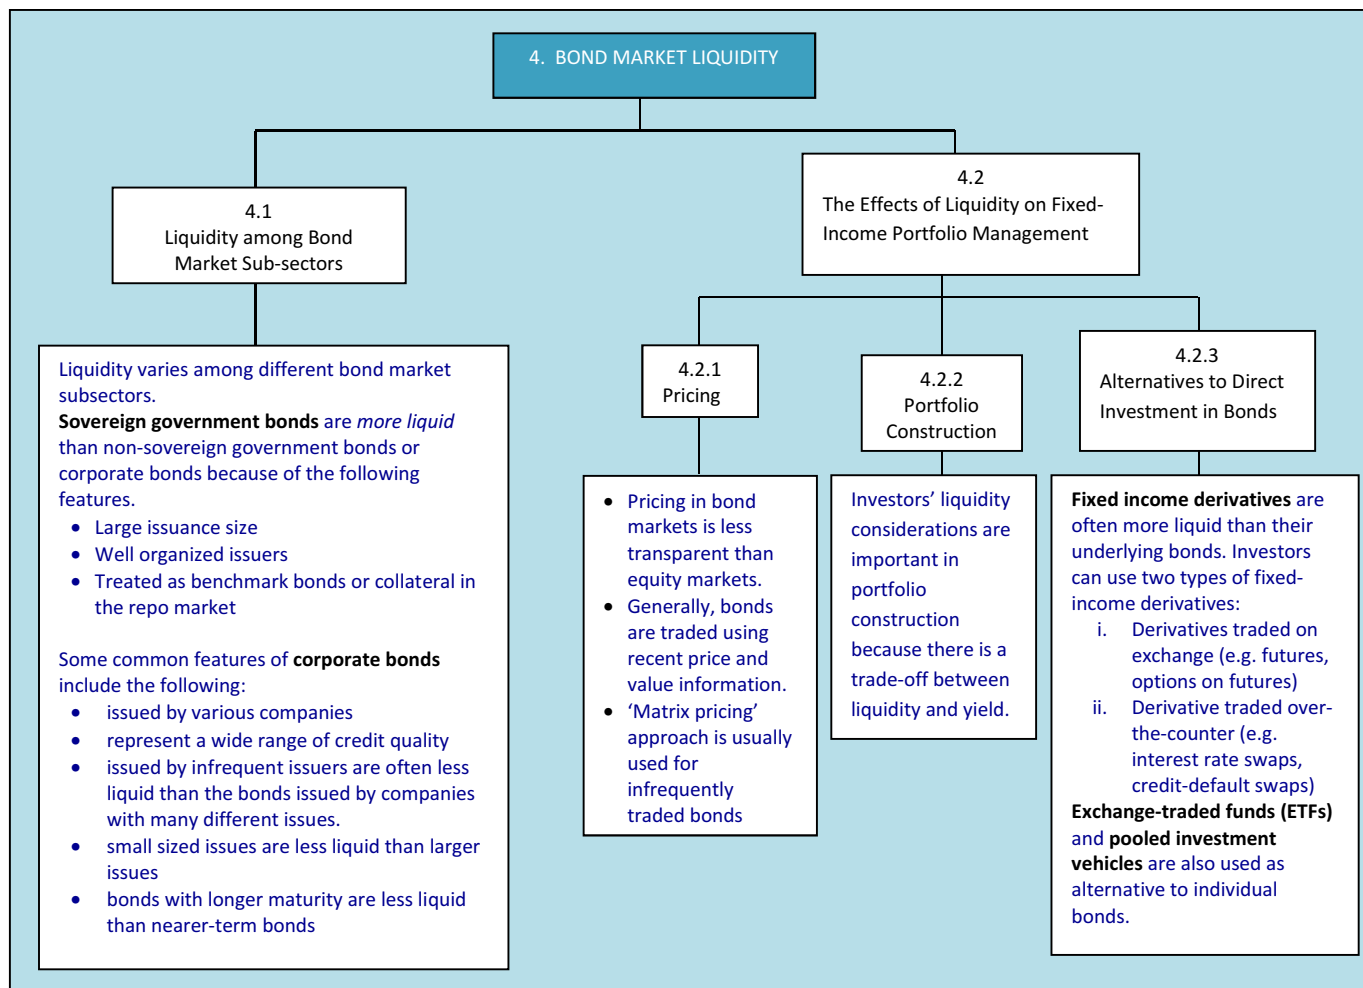 4. BOND MARKET LIQUIDITY
4.1
Liquidity among Bond
Market Sub-sectors
Liquidity varies among different bond market
subsectors.
Sovereign government bonds are more liquid
than non-sovereign government bonds or
corporate bonds because of the following
features.
• Large issuance size
• Well organized issuers
• Treated as benchmark bonds or collateral in
the repo market
Some common features of corporate bonds
include the following:
• issued by various companies
• represent a wide range of credit quality
• issued by infrequent issuers are often less
liquid than the bonds issued by companies
with many different issues.
• small sized issues are less liquid than larger
issues
• bonds with longer maturity are less liquid
than nearer-term bonds
4.2
The Effects of Liquidity on Fixed-
Income Portfolio Management
4.2.1
Pricing
• Pricing in bond
markets is less
transparent than
equity markets.
• Generally, bonds
are traded using
recent price and
value information.
• ‘Matrix pricing’
approach is usually
used for
infrequently
traded bonds
4.2.2
Portfolio
Construction
Investors’ liquidity
considerations are
important in
portfolio
construction
because there is a
trade-off between
liquidity and yield.
4.2.3
Alternatives to Direct
Investment in Bonds
Fixed income derivatives are
often more liquid than their
underlying bonds. Investors
can use two types of fixed-
income derivatives:
i. Derivatives traded on
exchange (e.g. futures,
options on futures)
ii. Derivative traded over-
the-counter (e.g.
interest rate swaps,
credit-default swaps)
Exchange-traded funds (ETFs)
and pooled investment
vehicles are also used as
alternative to individual
bonds.